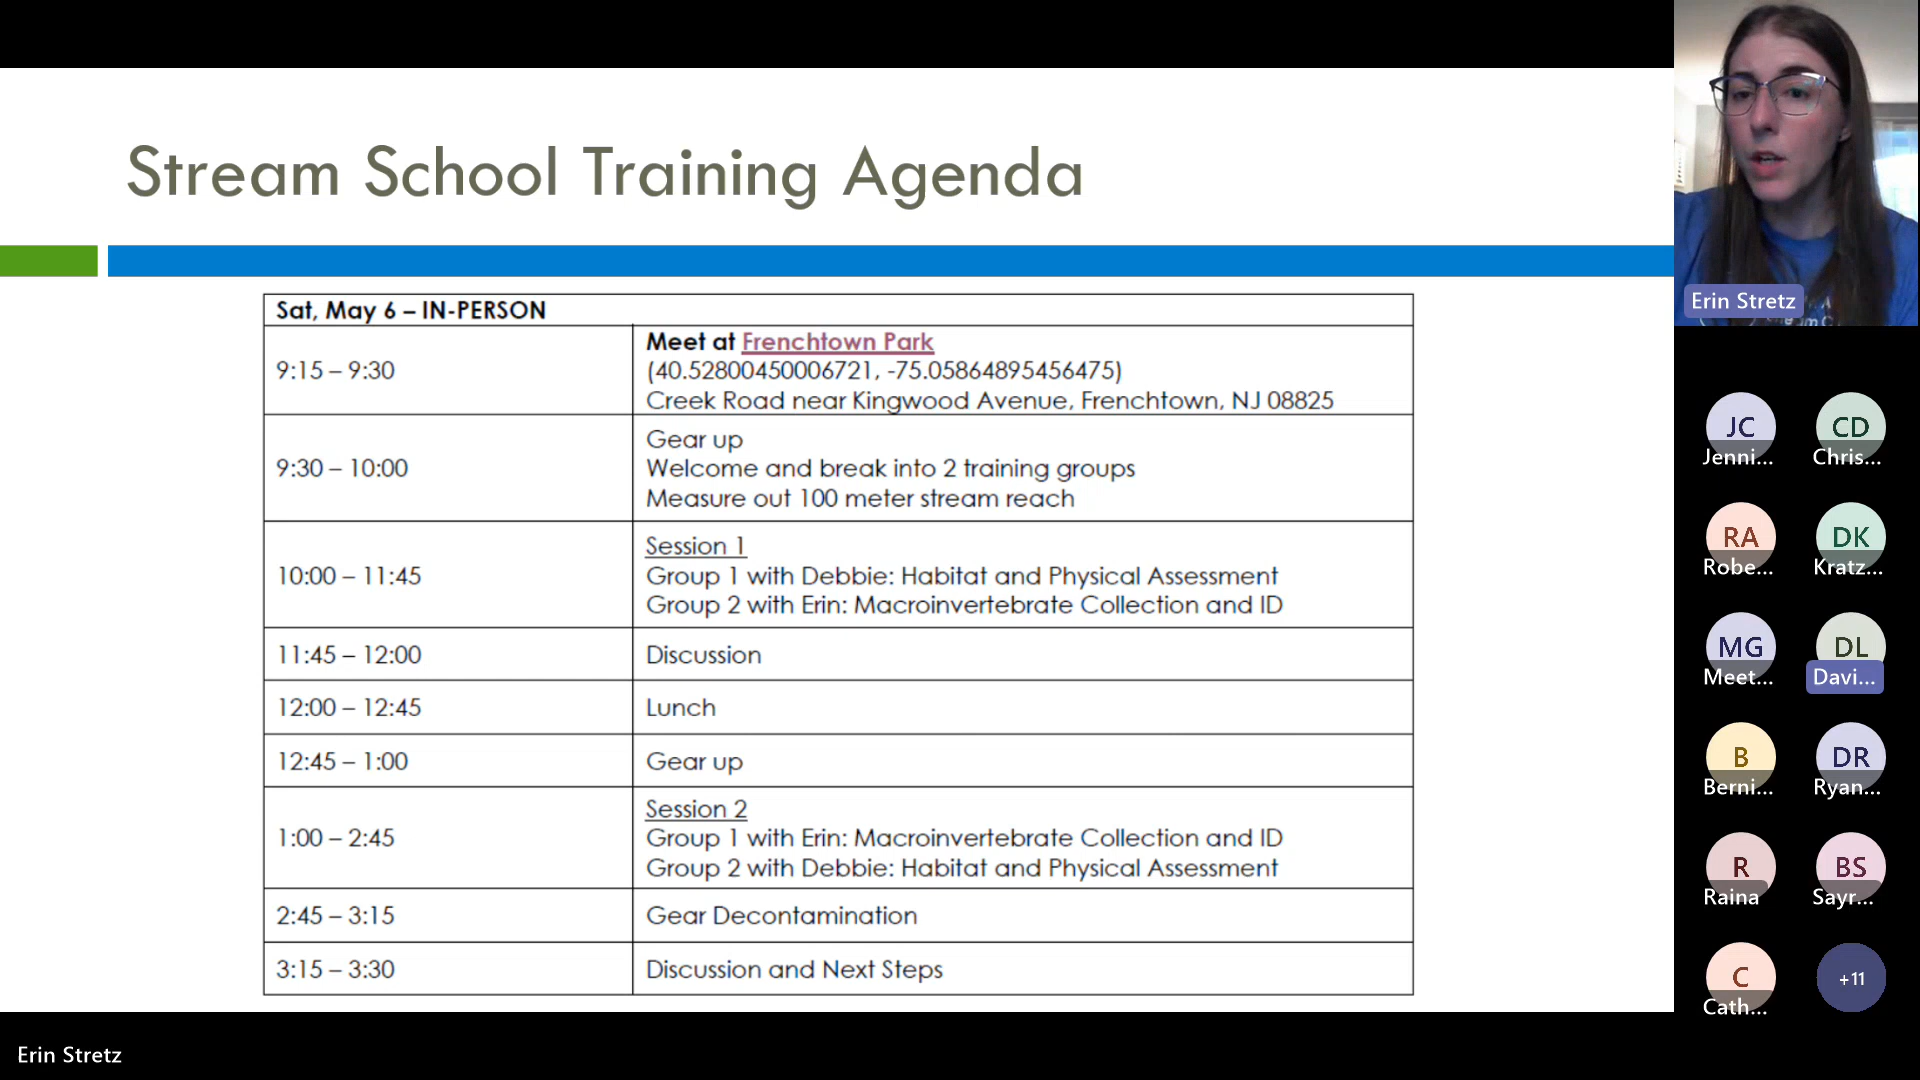 Stream School Training Agenda
Sat, May 6 – IN-PERSON
9:15 – 9:30
Meet at Frenchtown Park
(40.52800450006721, -75.05864895456475)
Creek Road near Kingwood Avenue, Frenchtown, NJ 08825
9:30 – 10:00
Gear up
Welcome and break into 2 training groups
Measure out 100 meter stream reach
10:00 – 11:45
Session 1
Group 1 with Debbie: Habitat and Physical Assessment
Group 2 with Erin: Macroinvertebrate Collection and ID
11:45 – 12:00
Discussion
12:00 – 12:45
Lunch
12:45 – 1:00
Gear up
1:00 – 2:45
Session 2
Group 1 with Erin: Macroinvertebrate Collection and ID
Group 2 with Debbie: Habitat and Physical Assessment
2:45 – 3:15
Gear Decontamination
3:15 – 3:30
Discussion and Next Steps
Erin Stretz
JC
Jenni...
CD
Chris...
RA
Robe...
DK
Kratz...
MG
Meet...
DL
Davi...
B
Berni...
DR
Ryan...
R
Raina
BS
Sayr...
C
Cath...
+11
Erin Stretz